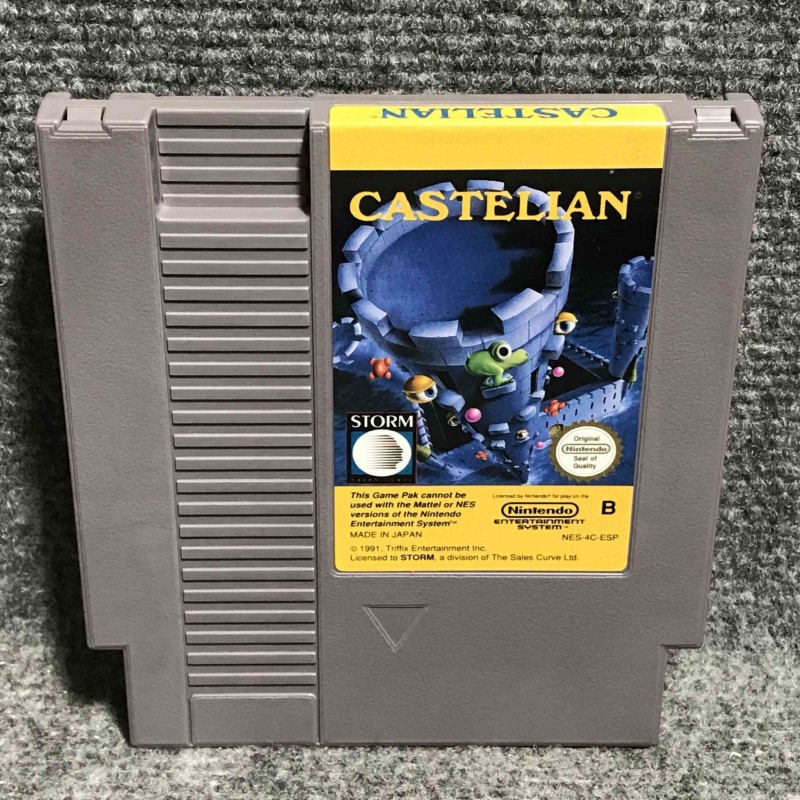 CASTELIAN
CASTELIAN
STORM
Original
Nintendo
Seal of
Quality
This Game Pak cannot be
used with the Mattel or NES
versions of the Nintendo
Entertainment System™
MADE IN JAPAN
© 1991, Triffix Entertainment Inc.
Licensed to STORM, a division of The Sales Curve Ltd.
Licensed by Nintendo® for play on the
Nintendo
ENTERTAINMENT
SYSTEM™
B
NES-4C-ESP